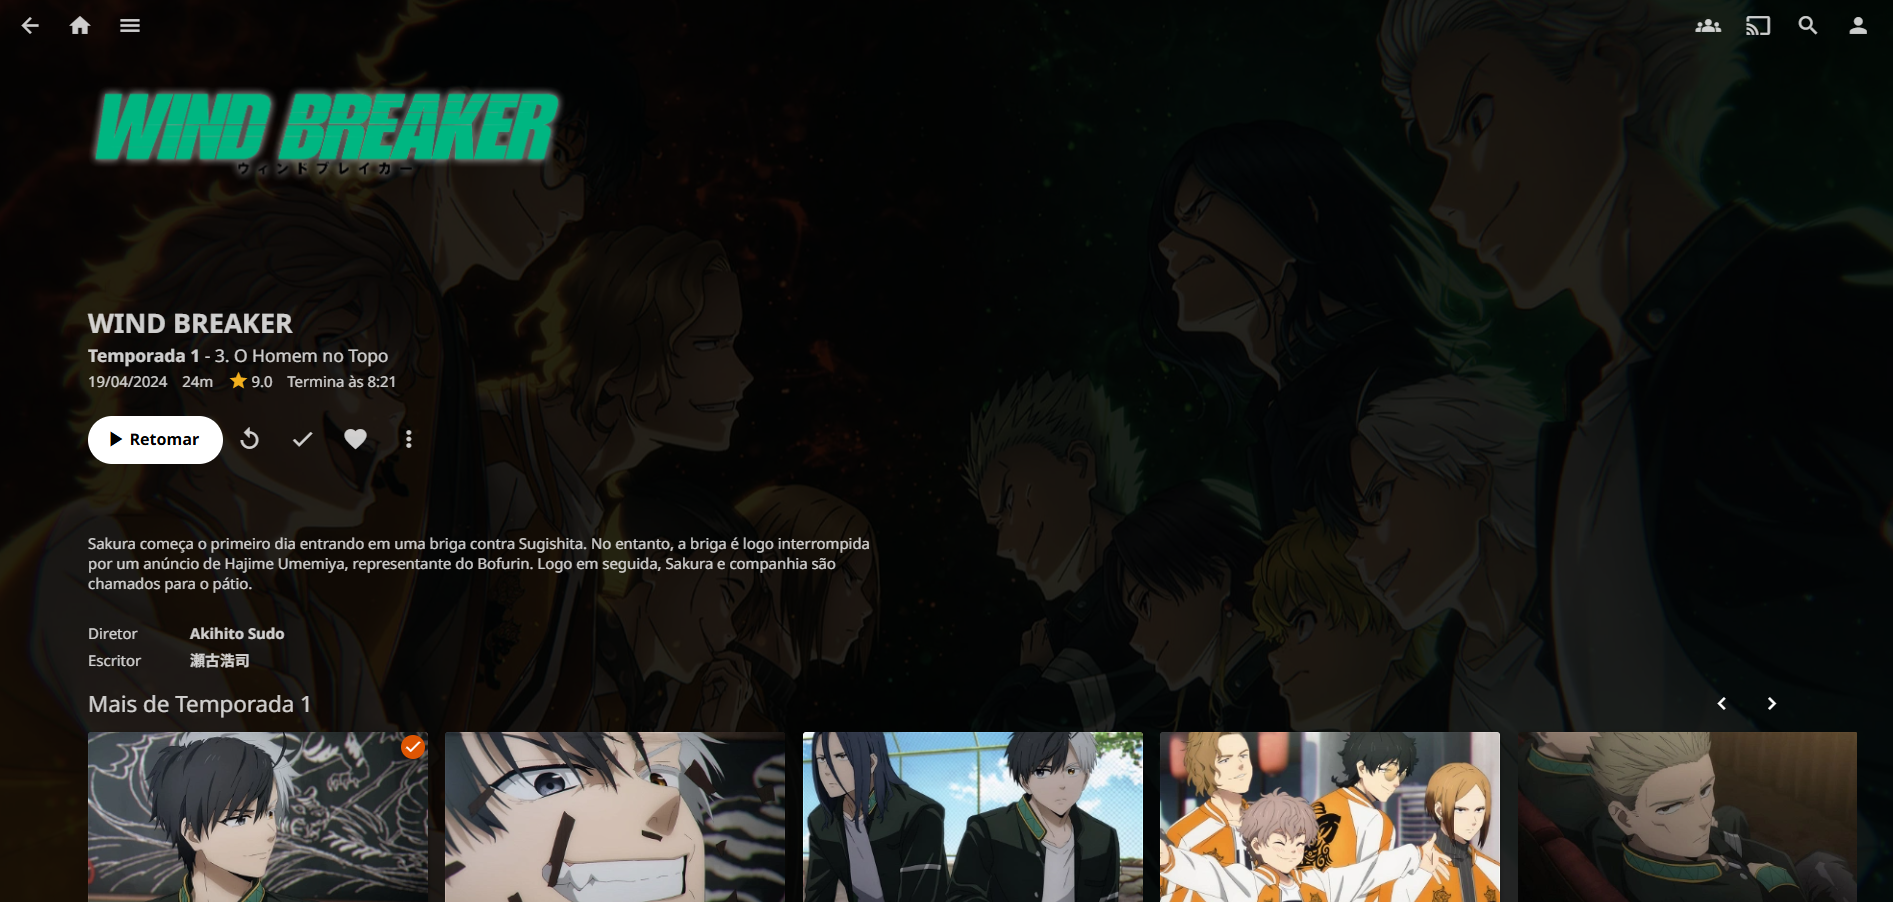 WIND BREAKER
ウィンドブレイカー
WIND BREAKER
Temporada 1 - 3. O Homem no Topo
19/04/2024 24m 9.0 Termina às 8:21
Retomar
Sakura começa o primeiro dia entrando em uma briga contra Sugishita. No entanto, a briga é logo interrompida
por um anúncio de Hajime Umemiya, representante do Bofurin. Logo em seguida, Sakura e companhia são
chamados para o pátio.
Diretor Akihito Sudo
Escritor 瀬古浩司
Mais de Temporada 1